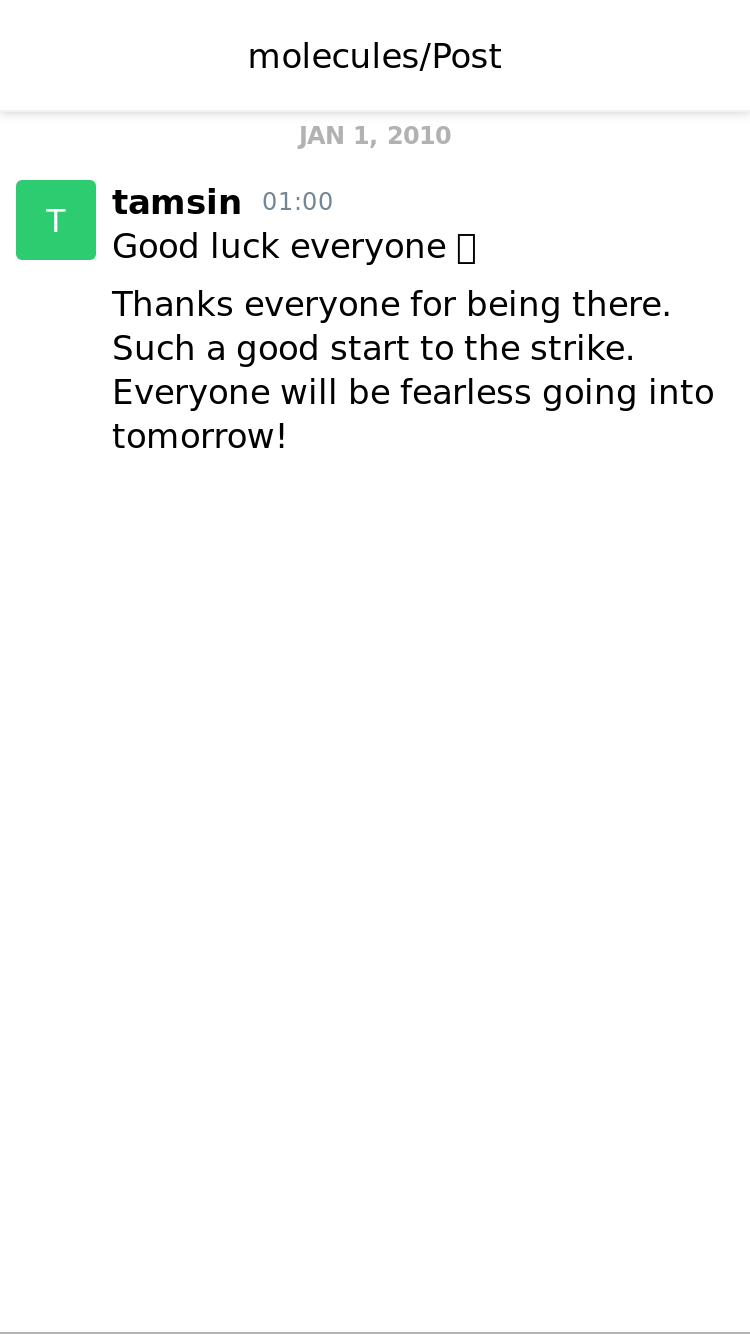 molecules/Post
JAN 1, 2010
T
tamsin 01:00
Good luck everyone
Thanks everyone for being there.
Such a good start to the strike.
Everyone will be fearless going into
tomorrow!